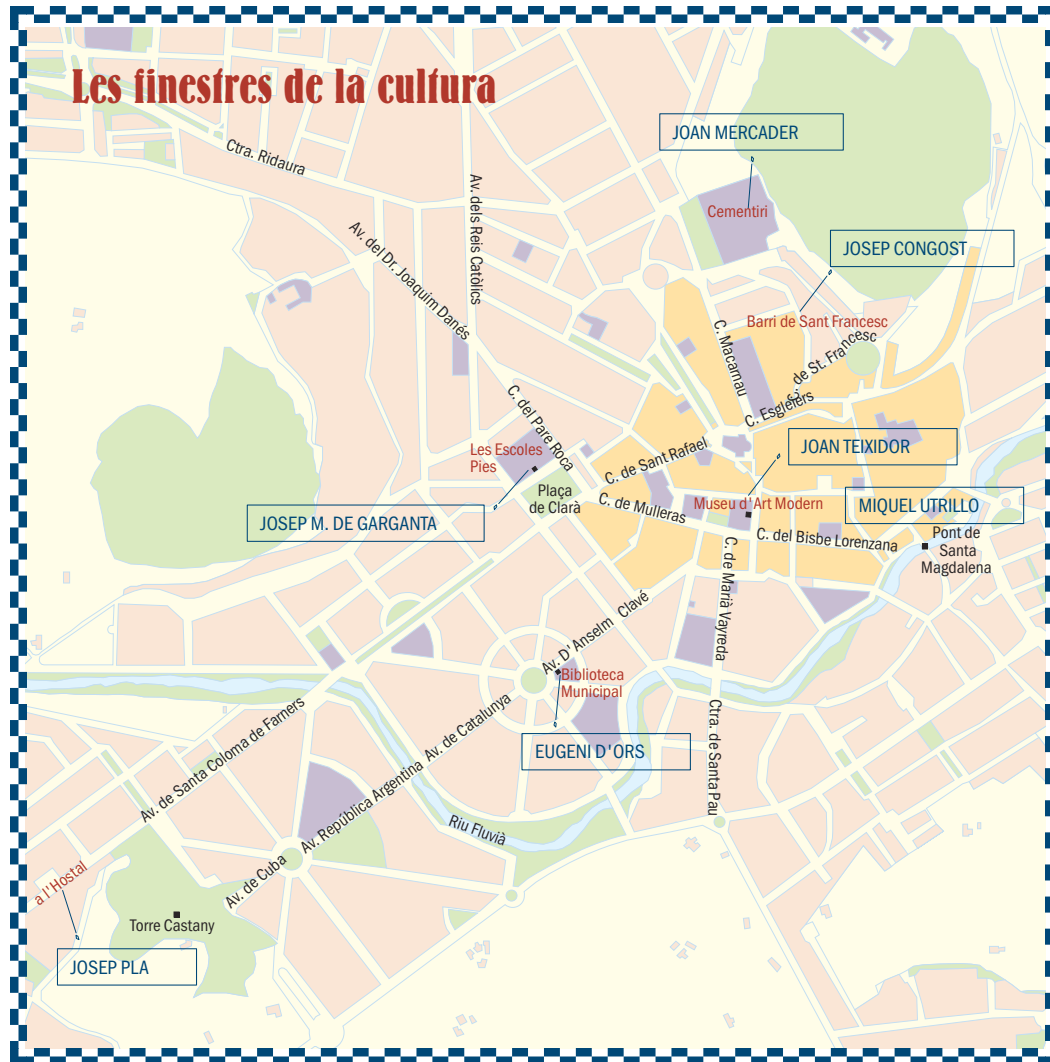 Les finestres de la cultura
JOAN MERCADER
Ctra. Ridaura
Av. dels Reis Catòlics
Cementiri
Av. del Dr. Joaquim Danés
JOSEP CONGOST
Barri de Sant Francesc
C. Macarnau
C. de St. Francesc
C. Esglèiers
C. del Pare Roca
C. de Sant Rafael
JOAN TEIXIDOR
Les Escoles
Pies
Plaça
de Clarà
C. de Mulleras
Museu d'Art Modern
MIQUEL UTRILLO
JOSEP M. DE GARGANTA
C. del Bisbe Lorenzana
Pont de
Santa
Magdalena
C. de Marià Vayreda
Av. D'Anselm Clavé
Biblioteca
Municipal
EUGENI D'ORS
Av. de Catalunya
Ctra. de Santa Pau
Av. de Santa Coloma de Farners
Av. República Argentina
Riu Fluvià
Av. de Cuba
a l'Hostal
Torre Castany
JOSEP PLA